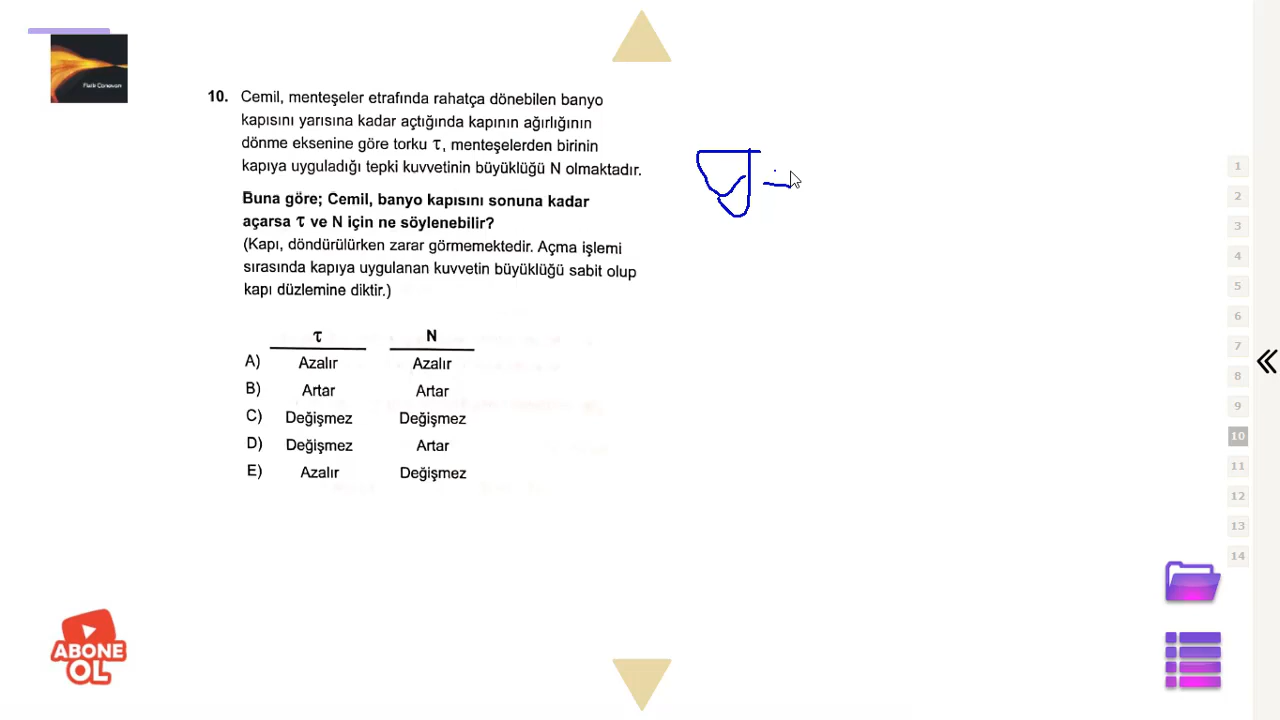 Fizik Canavarı
10. Cemil, menteşeler etrafında rahatça dönebilen banyo
kapısını yarısına kadar açtığında kapının ağırlığının
dönme eksenine göre torku τ, menteşelerden birinin
kapıya uyguladığı tepki kuvvetinin büyüklüğü N olmaktadır.
Buna göre; Cemil, banyo kapısını sonuna kadar
açarsa τ ve N için ne söylenebilir?
(Kapı, döndürülürken zarar görmemektedir. Açma işlemi
sırasında kapıya uygulanan kuvvetin büyüklüğü sabit olup
kapı düzlemine diktir.)
τ N
A) Azalır Azalır
B) Artar Artar
C) Değişmez Değişmez
D) Değişmez Artar
E) Azalır Değişmez
ABONE
OL
1
2
3
4
5
6
7
8
9
10
11
12
13
14